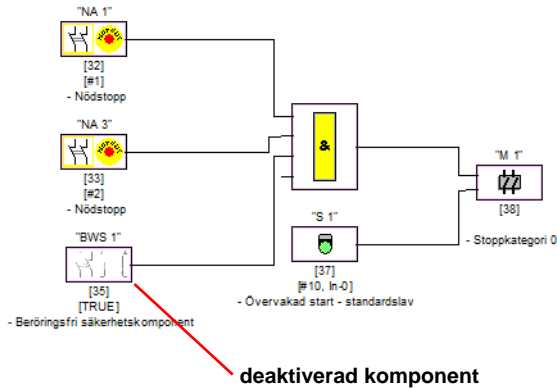 "NA 1"
[32]
[#1]
- Nödstopp
"NA 3"
[33]
[#2]
- Nödstopp
"BWS 1"
[35]
[TRUE]
- Beröringsfri säkerhetskomponent
&
"S 1"
[37]
[#10, In-0]
- Övervakad start - standardslav
"M 1"
[38]
- Stoppkategori 0
deaktiverad komponent